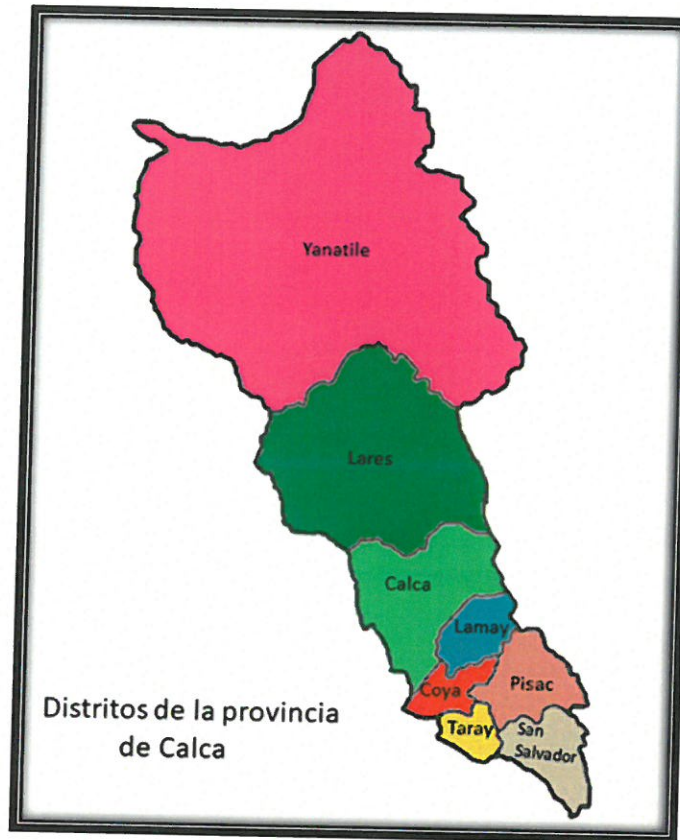 Yanatile
Lares
Calca
Lamay
Coya
Pisac
Taray
San
Salvador
Distritos de la provincia
de Calca